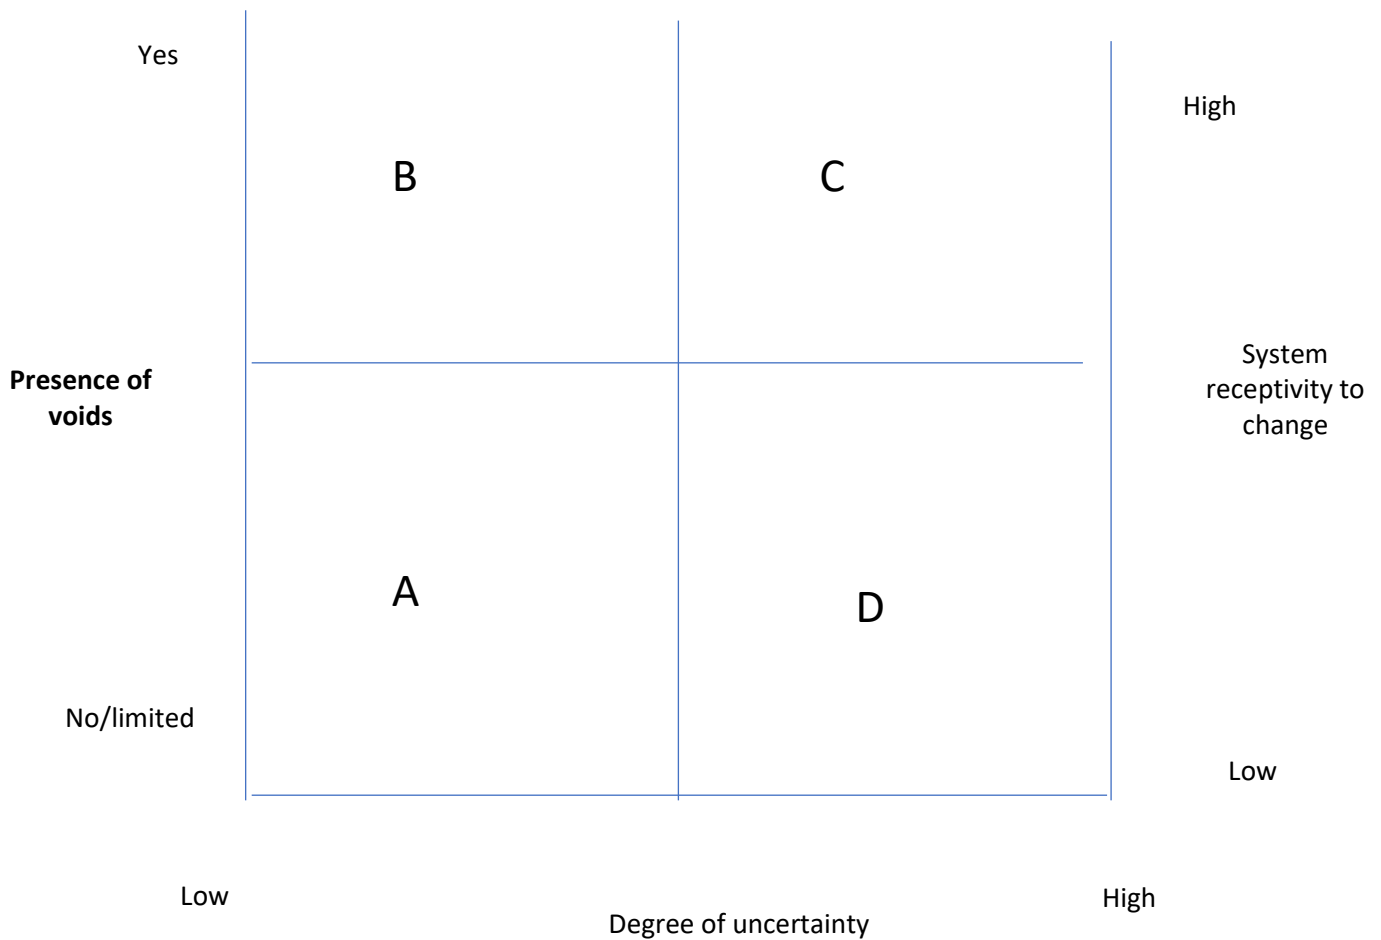 Yes
High
B
C
Presence of
voids
System
receptivity to
change
A
D
No/limited
Low
Low
High
Degree of uncertainty